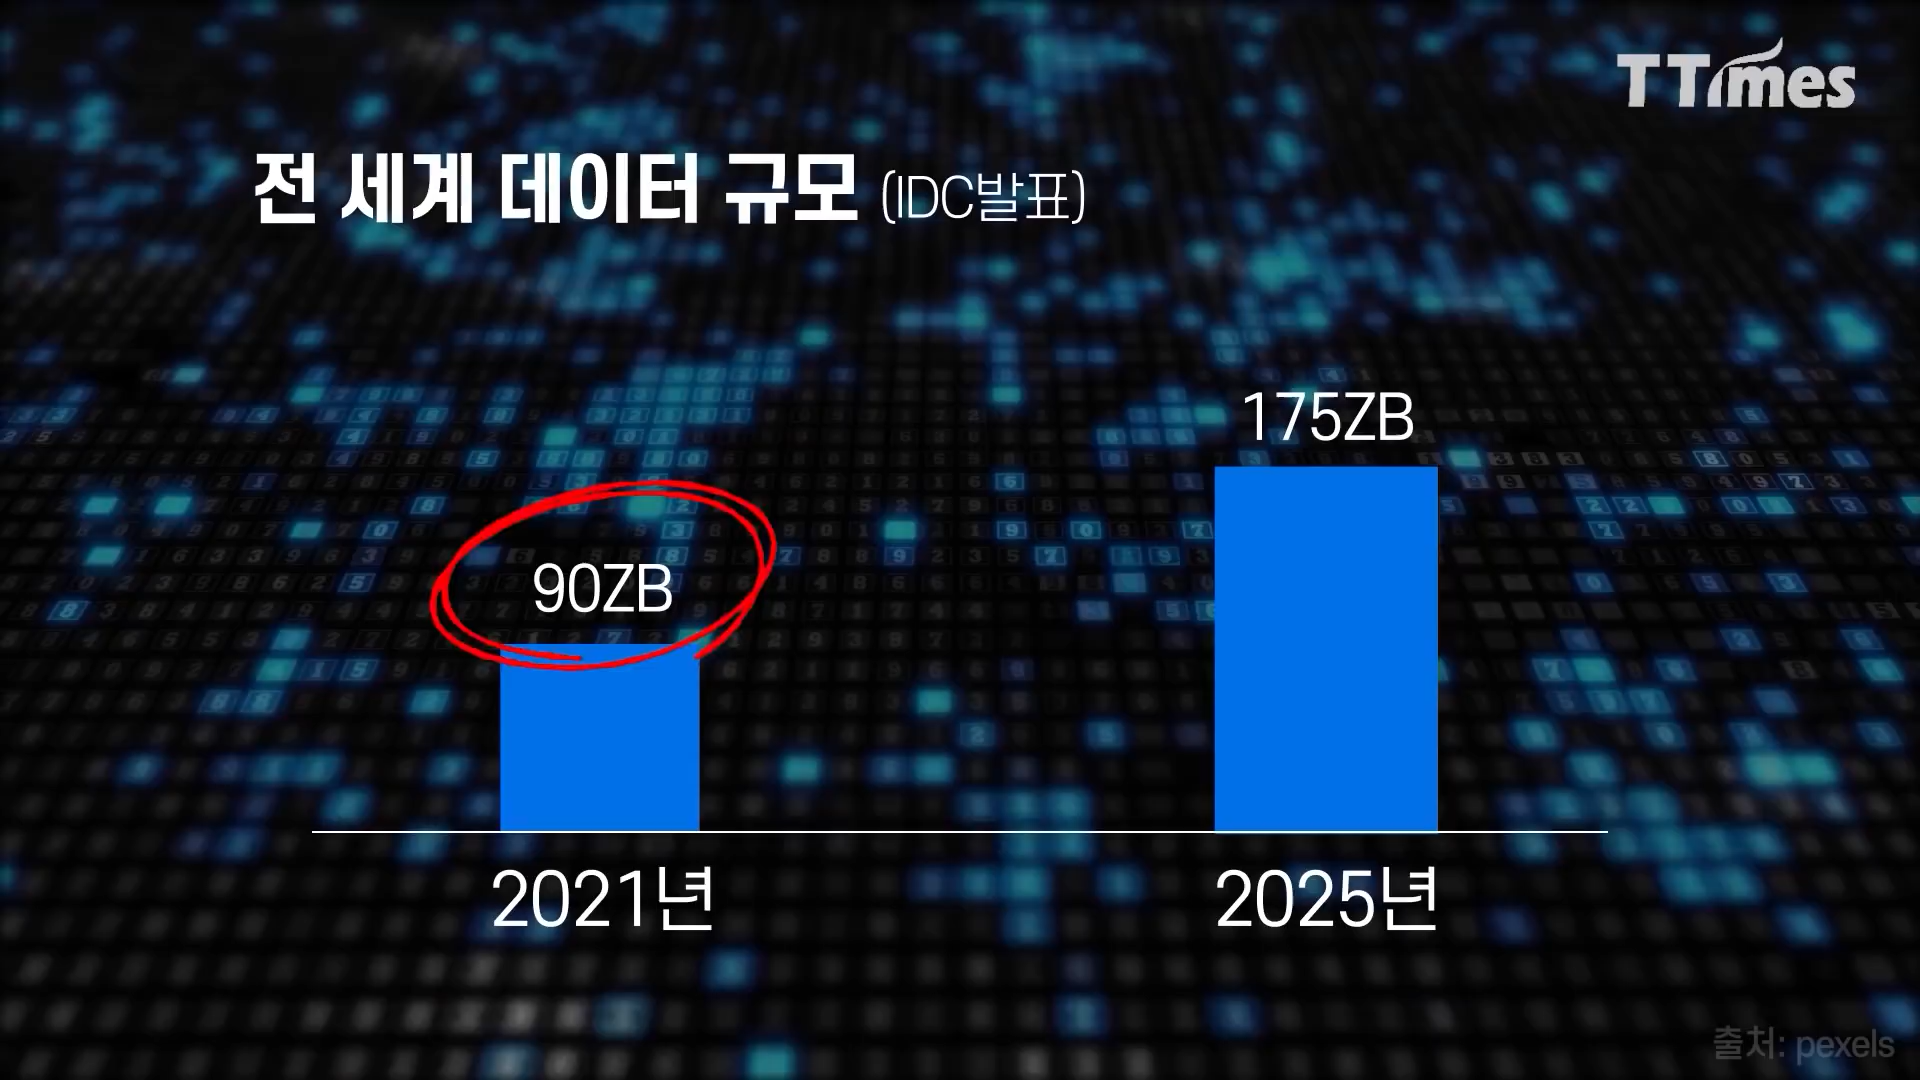 TTimes
전 세계 데이터 규모 (IDC발표)
175ZB
90ZB
2021년
2025년
출처: pexels